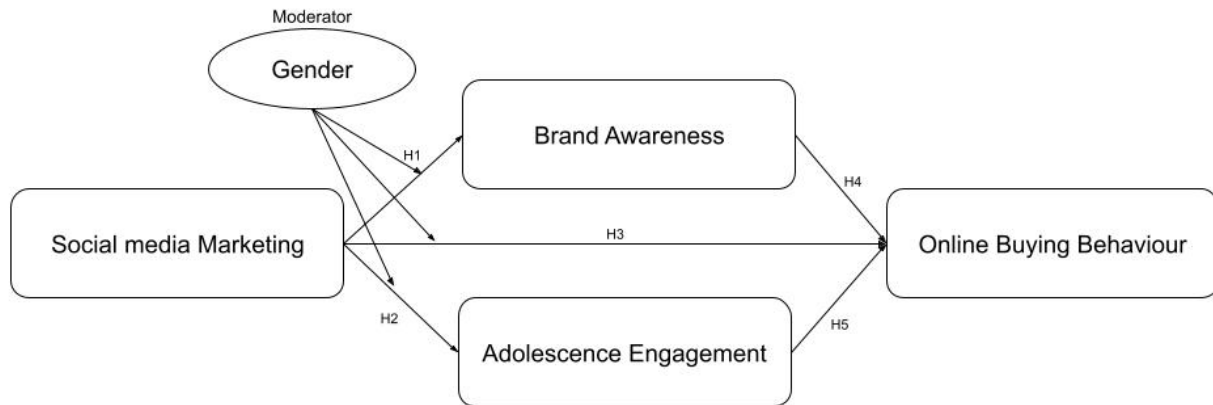 Moderator
Gender
Brand Awareness
H1
H4
Social media Marketing
H3
Online Buying Behaviour
H2
H5
Adolescence Engagement